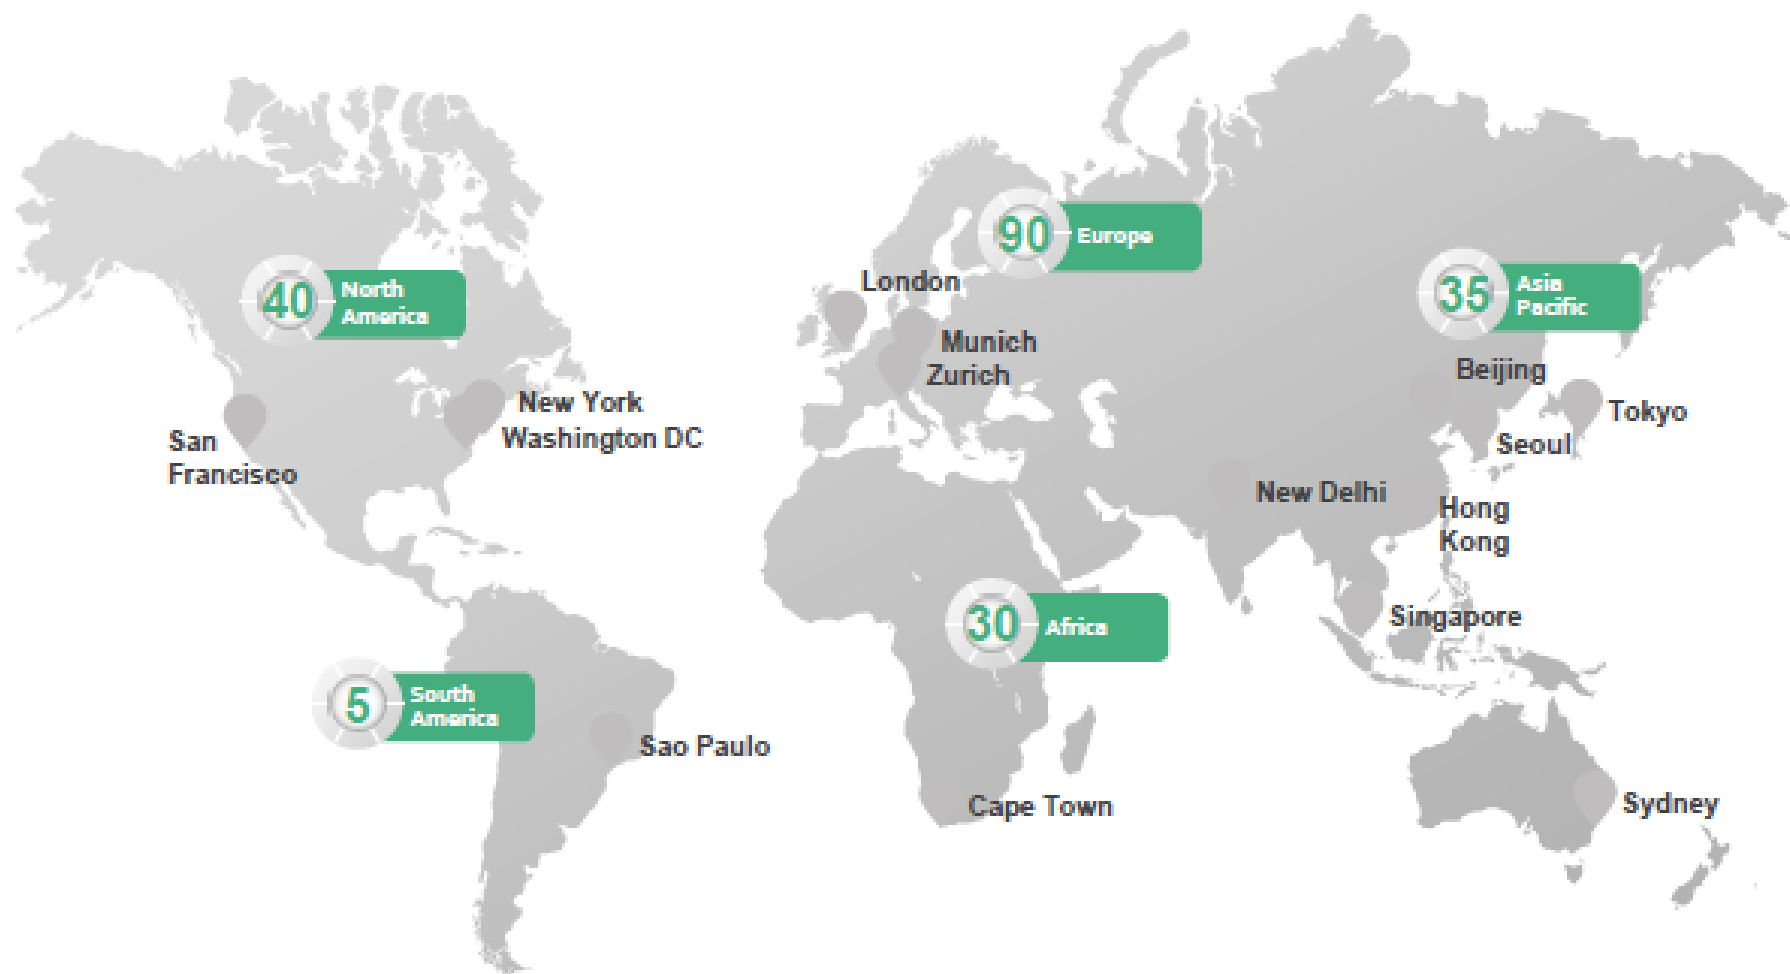 90
Europe
London
35
Asia
Pacific
40
North
America
Munich
Zurich
Beijing
New York
Tokyo
Washington DC
San
Francisco
Seoul
New Delhi
Hong
Kong
30
Africa
Singapore
5
South
America
Sao Paulo
Cape Town
Sydney